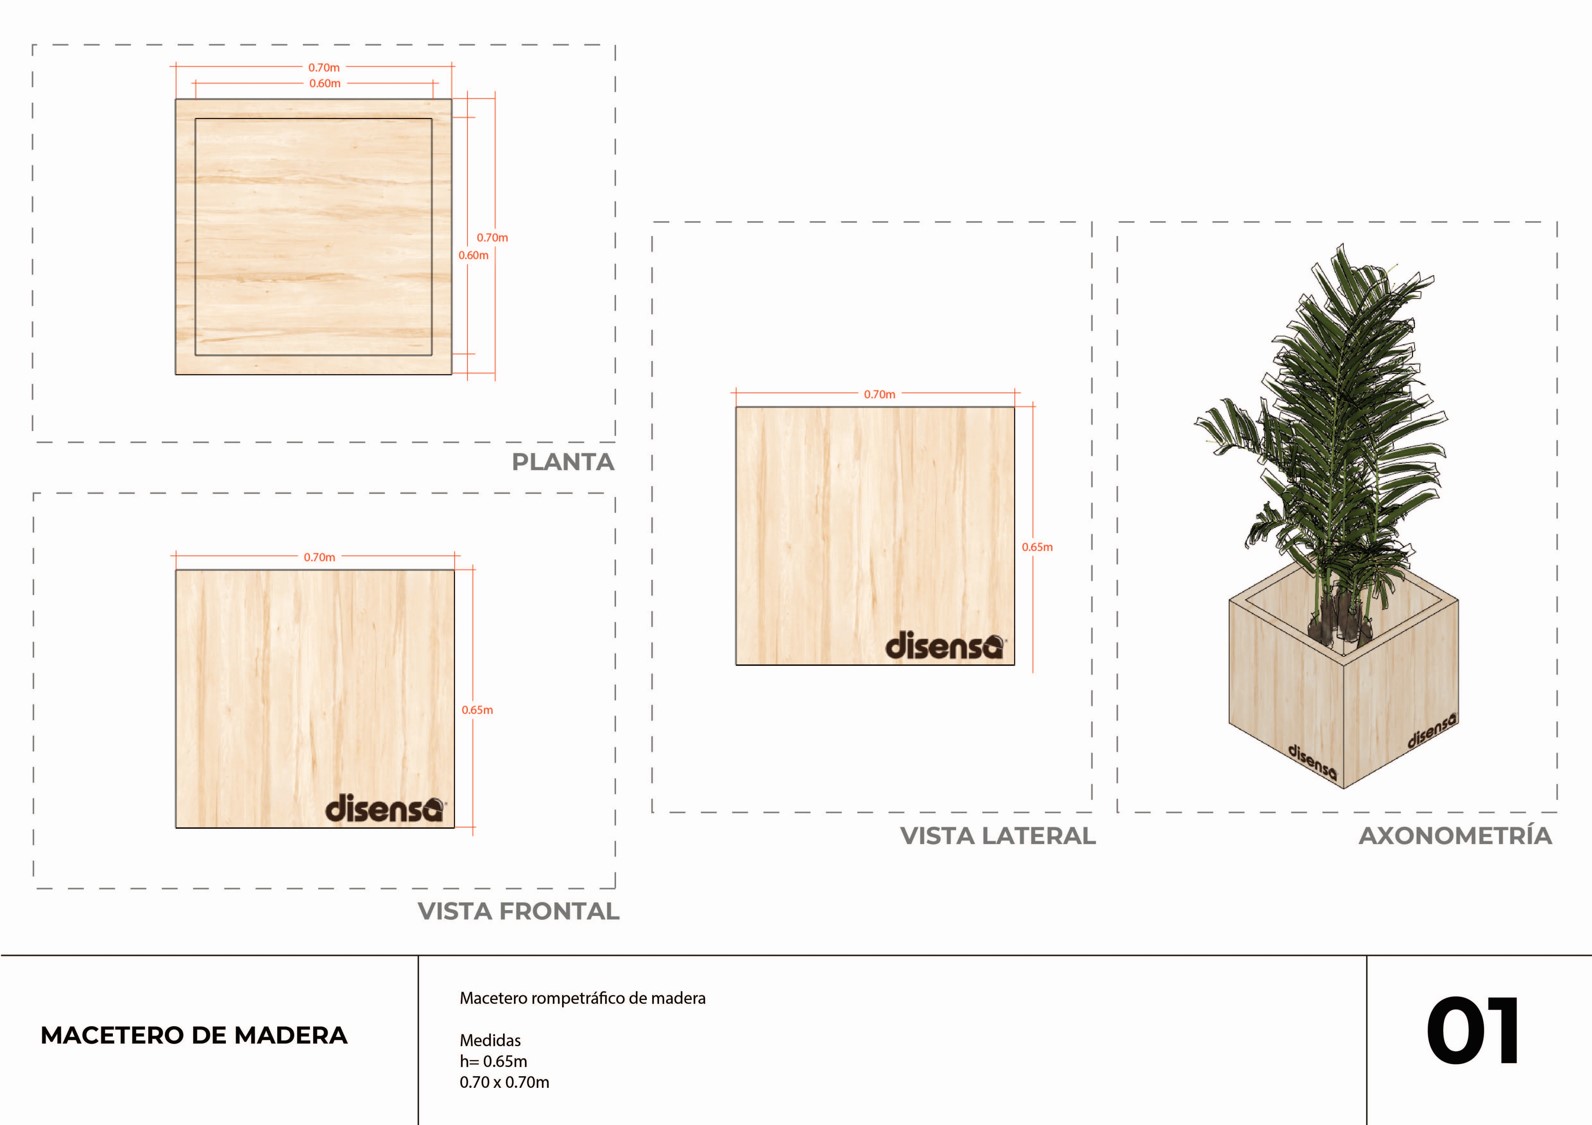 0.70m
0.60m
0.70m
0.60m
PLANTA
0.70m
0.65m
disensa
VISTA FRONTAL
0.70m
0.65m
disensa
VISTA LATERAL
disensa
disensa
AXONOMETRÍA
MACETERO DE MADERA
Macetero rompetráfico de madera
Medidas
h= 0.65m
0.70 x 0.70m
01